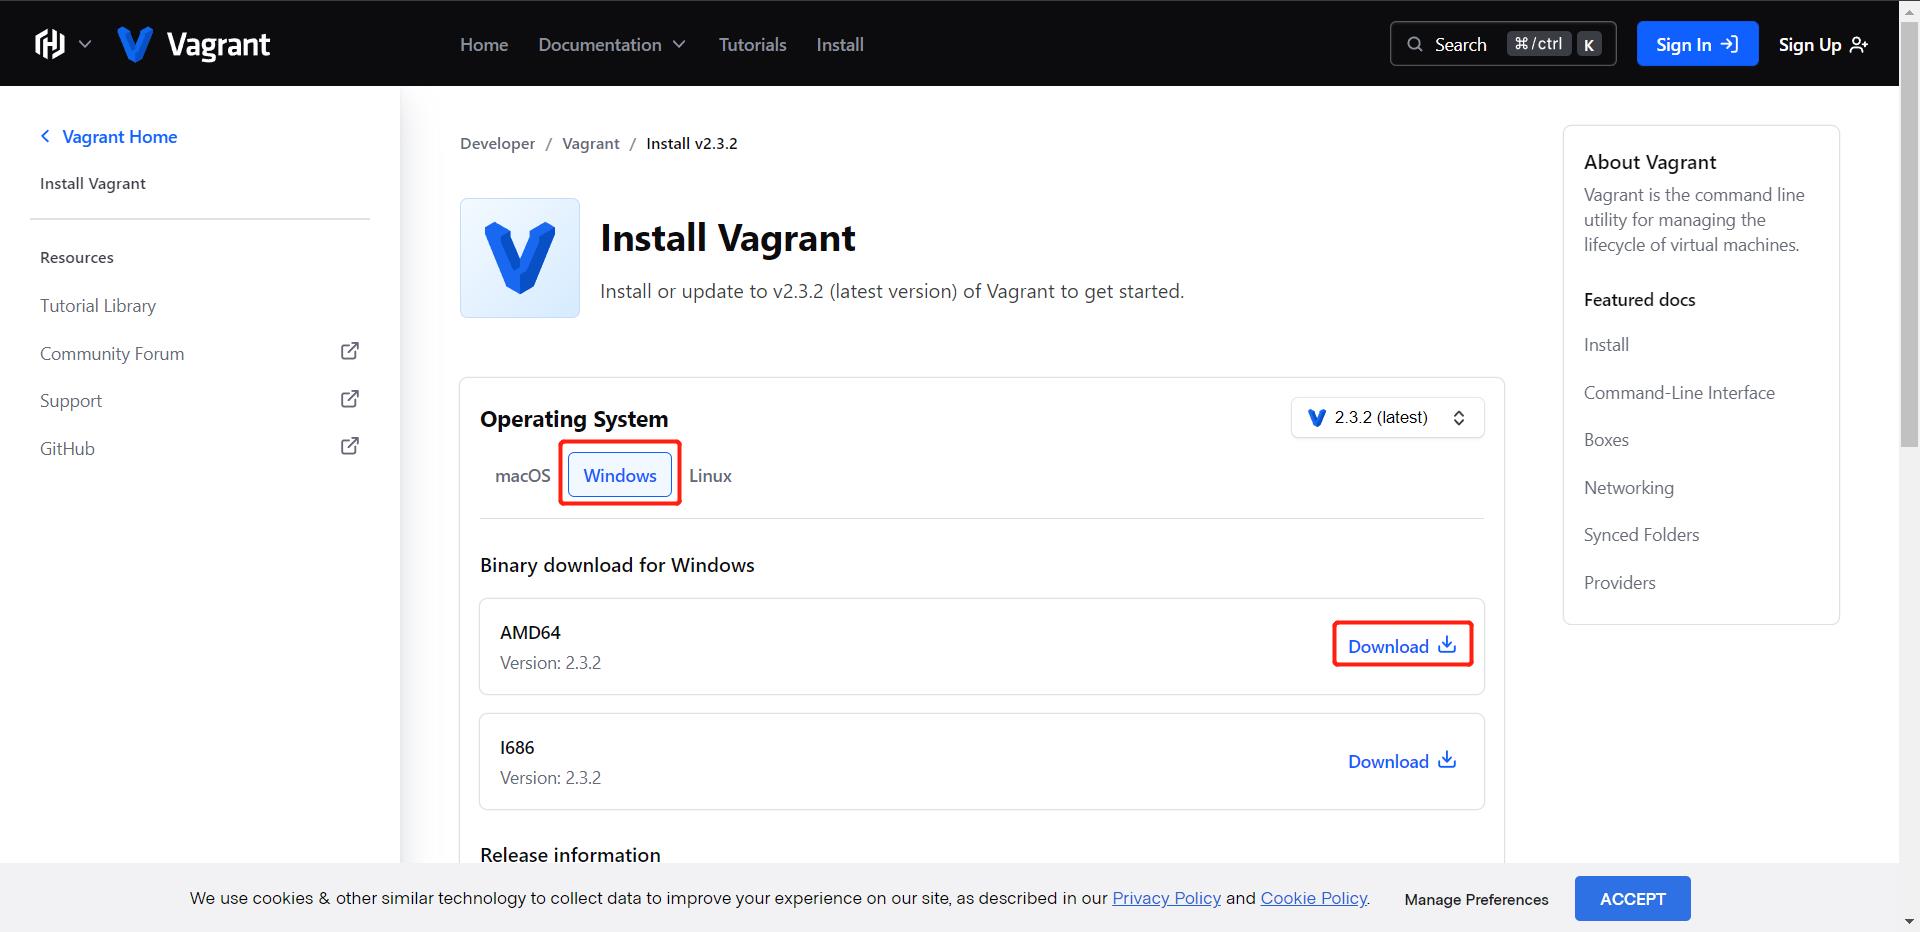 Vagrant
Home
Documentation
Tutorials
Install
Search
⌘/ctrl
K
Sign In
Sign Up
Vagrant Home
Install Vagrant
Resources
Tutorial Library
Community Forum
Support
GitHub
Developer / Vagrant / Install v2.3.2
Install Vagrant
Install or update to v2.3.2 (latest version) of Vagrant to get started.
Operating System
2.3.2 (latest)
macOS
Windows
Linux
Binary download for Windows
AMD64
Version: 2.3.2
Download
I686
Version: 2.3.2
Download
Release information
About Vagrant
Vagrant is the command line
utility for managing the
lifecycle of virtual machines.
Featured docs
Install
Command-Line Interface
Boxes
Networking
Synced Folders
Providers
We use cookies & other similar technology to collect data to improve your experience on our site, as described in our Privacy Policy and Cookie Policy.
Manage Preferences
ACCEPT